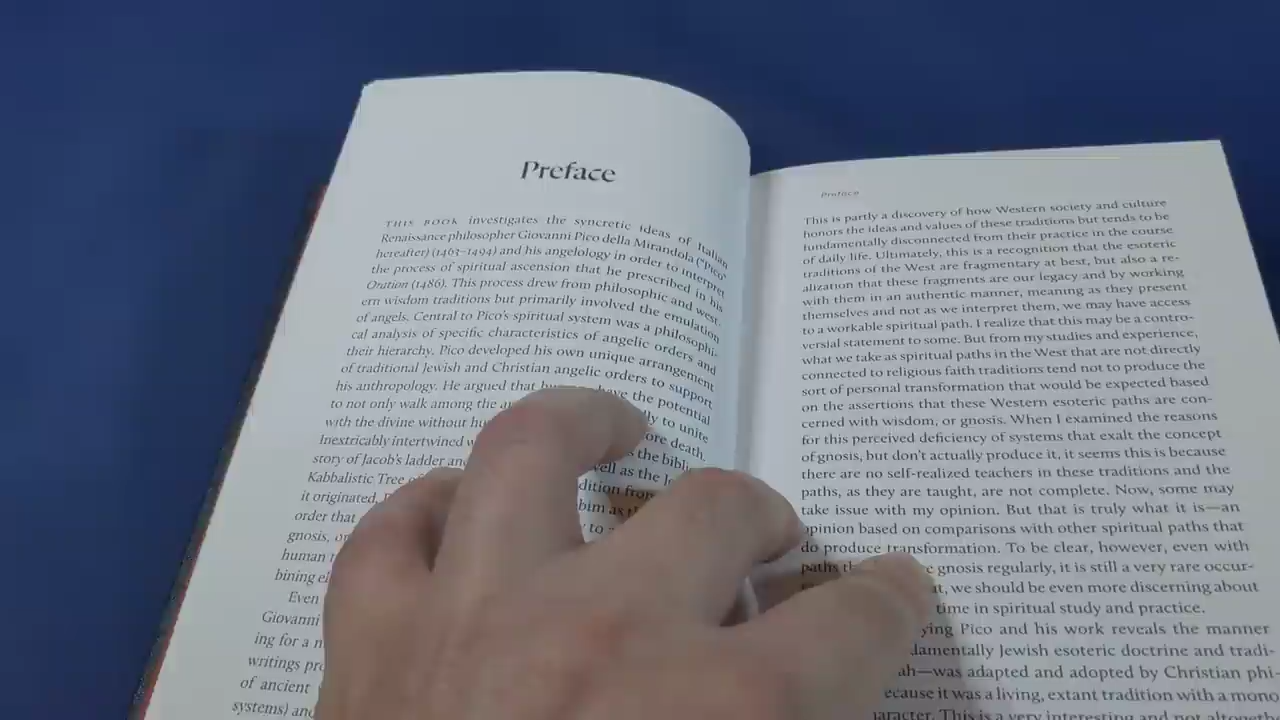 Preface
THIS BOOK investigates the syncretic ideas of Italian
Renaissance philosopher Giovanni Pico della Mirandola ("Pico"
hereafter) (1463–1494) and his angelology in order to interpret
the process of spiritual ascension that he prescribed in his
Oration (1486). This process drew from philosophic and west-
ern wisdom traditions but primarily involved the emulation
of angels. Central to Pico's spiritual system was a philosophi-
cal analysis of specific characteristics of angelic orders and
their hierarchy. Pico developed his own unique arrangement
of traditional Jewish and Christian angelic orders to support
his anthropology. He argued that have the potential
to not only walk among the to unite
with the divine without death.
Inextricably intertwined the
story of Jacob's ladder well as the
Kabbalistic Tree from
it originated,
order that to
gnosis,
human
bining
Even
Giovanni
ing for a
writings
of ancient
systems)
Preface
This is partly a discovery of how Western society and culture
honors the ideas and values of these traditions but tends to be
fundamentally disconnected from their practice in the course
of daily life. Ultimately, this is a recognition that the esoteric
traditions of the West are fragmentary at best, but also a re-
alization that these fragments are our legacy and by working
with them in an authentic manner, meaning as they present
themselves and not as we interpret them, we may have access
to a workable spiritual path. I realize that this may be a contro-
versial statement to some. But from my studies and experience,
what we take as spiritual paths in the West that are not directly
connected to religious faith traditions tend not to produce the
sort of personal transformation that would be expected based
on the assertions that these Western esoteric paths are con-
cerned with wisdom, or gnosis. When I examined the reasons
for this perceived deficiency of systems that exalt the concept
of gnosis, but don't actually produce it, it seems this is because
there are no self-realized teachers in these traditions and the
paths, as they are taught, are not complete. Now, some may
take issue with my opinion. But that is truly what it is—an
opinion based on comparisons with other spiritual paths that
do produce transformation. To be clear, however, even with
paths gnosis regularly, it is still a very rare occur-
we should be even more discerning about
time in spiritual study and practice.
Pico and his work reveals the manner
Jewish esoteric doctrine and tradi-
was adapted and adopted by Christian phi-
it was a living, extant tradition with a mono
This is a very interesting and not